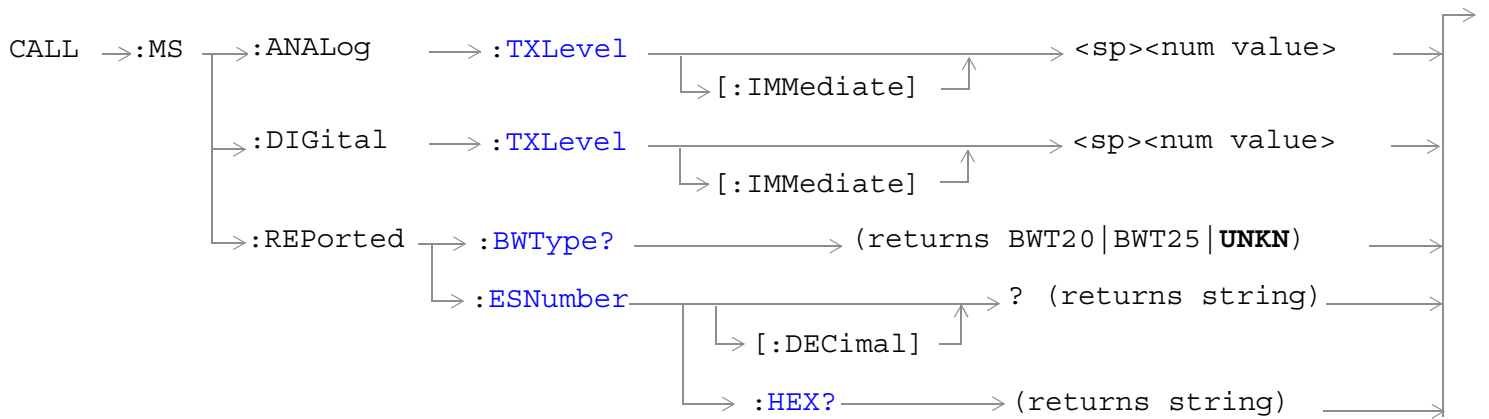 CALL :MS :ANALog :TXLevel <sp><num value>
[:IMMediate]
:DIGital :TXLevel <sp><num value>
[:IMMediate]
:REPorted :BWType? (returns BWT20|BWT25|UNKN)
:ESNumber ? (returns string)
[:DECimal]
:HEX? (returns string)